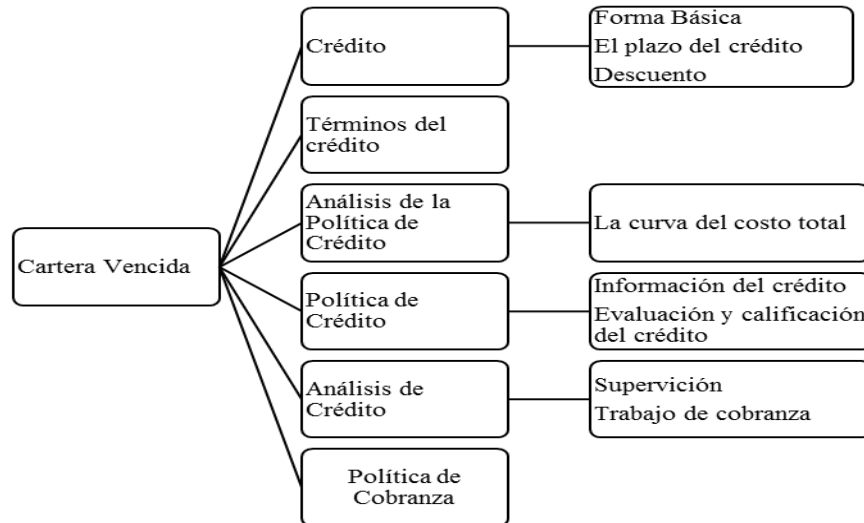 Cartera Vencida
Crédito
Forma Básica
El plazo del crédito
Descuento
Términos del
crédito
Análisis de la
Política de
Crédito
La curva del costo total
Política de
Crédito
Información del crédito
Evaluación y calificación
del crédito
Análisis de
Crédito
Supervición
Trabajo de cobranza
Política de
Cobranza